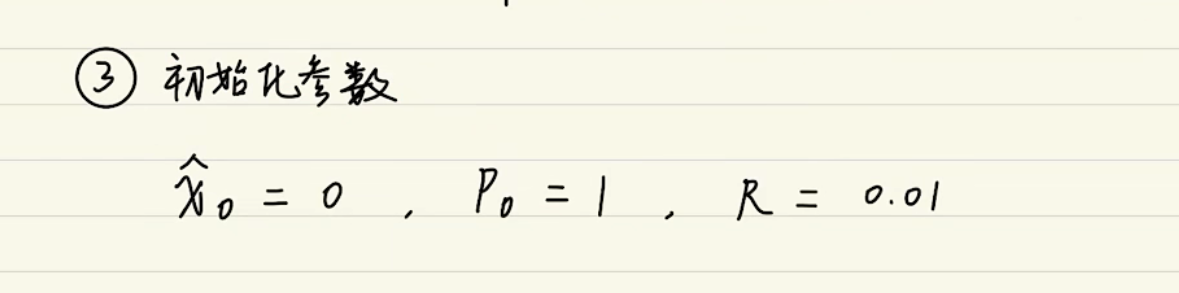 ③ 初始化参数
x̂₀ = 0 , P₀ = 1 , R = 0.01